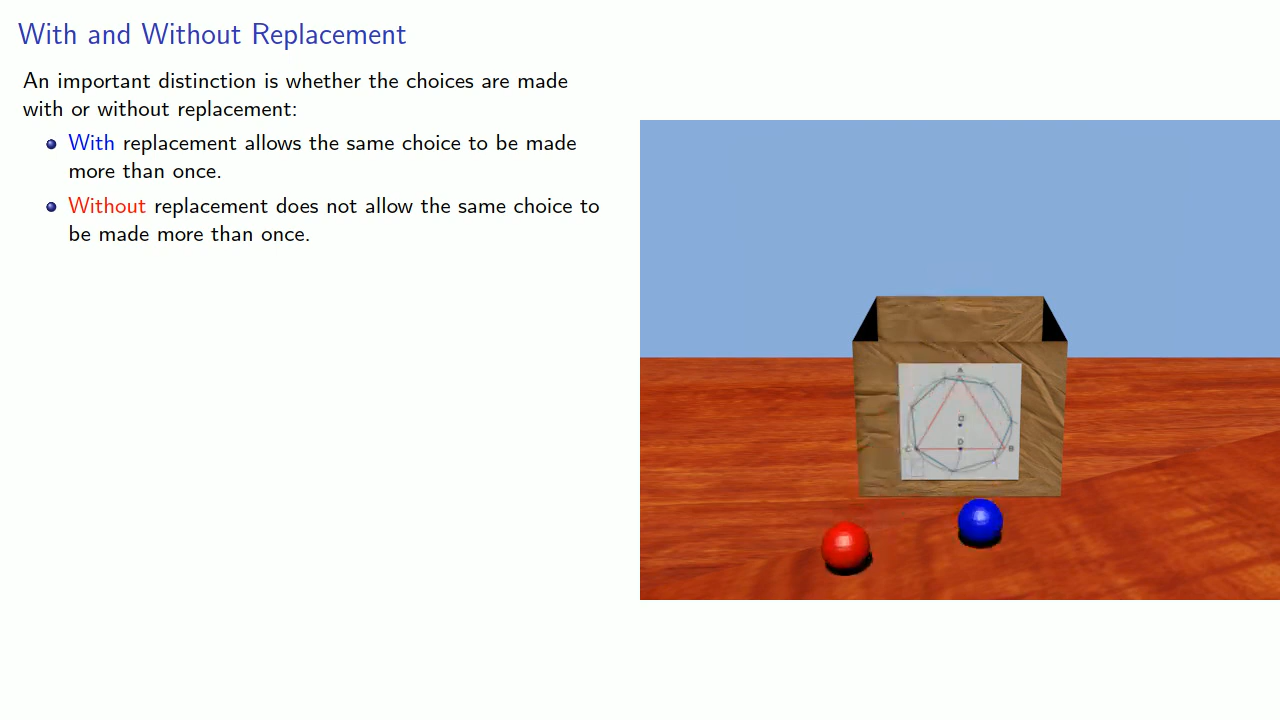 With and Without Replacement
An important distinction is whether the choices are made
with or without replacement:
With replacement allows the same choice to be made
more than once.
Without replacement does not allow the same choice to
be made more than once.
A
O
D
C
B